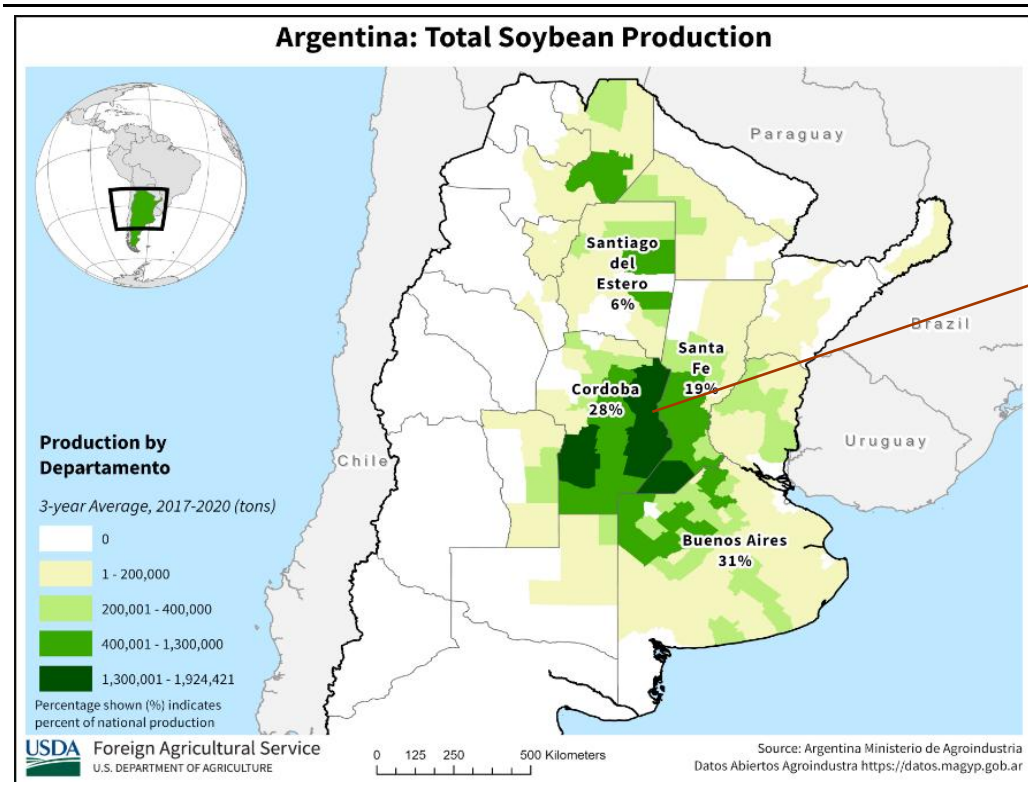 Argentina: Total Soybean Production
Paraguay
Santiago
del
Estero
6%
Brazil
Santa
Fe
19%
Cordoba
28%
Uruguay
Chile
Buenos Aires
31%
Production by
Departamento
3-year Average, 2017-2020 (tons)
0
1 - 200,000
200,001 - 400,000
400,001 - 1,300,000
1,300,001 - 1,924,421
Percentage shown (%) indicates
percent of national production
USDA Foreign Agricultural Service
U.S. DEPARTMENT OF AGRICULTURE
0 125 250 500 Kilometers
Source: Argentina Ministerio de Agroindustria
Datos Abiertos Agroindustra https://datos.magyp.gob.ar